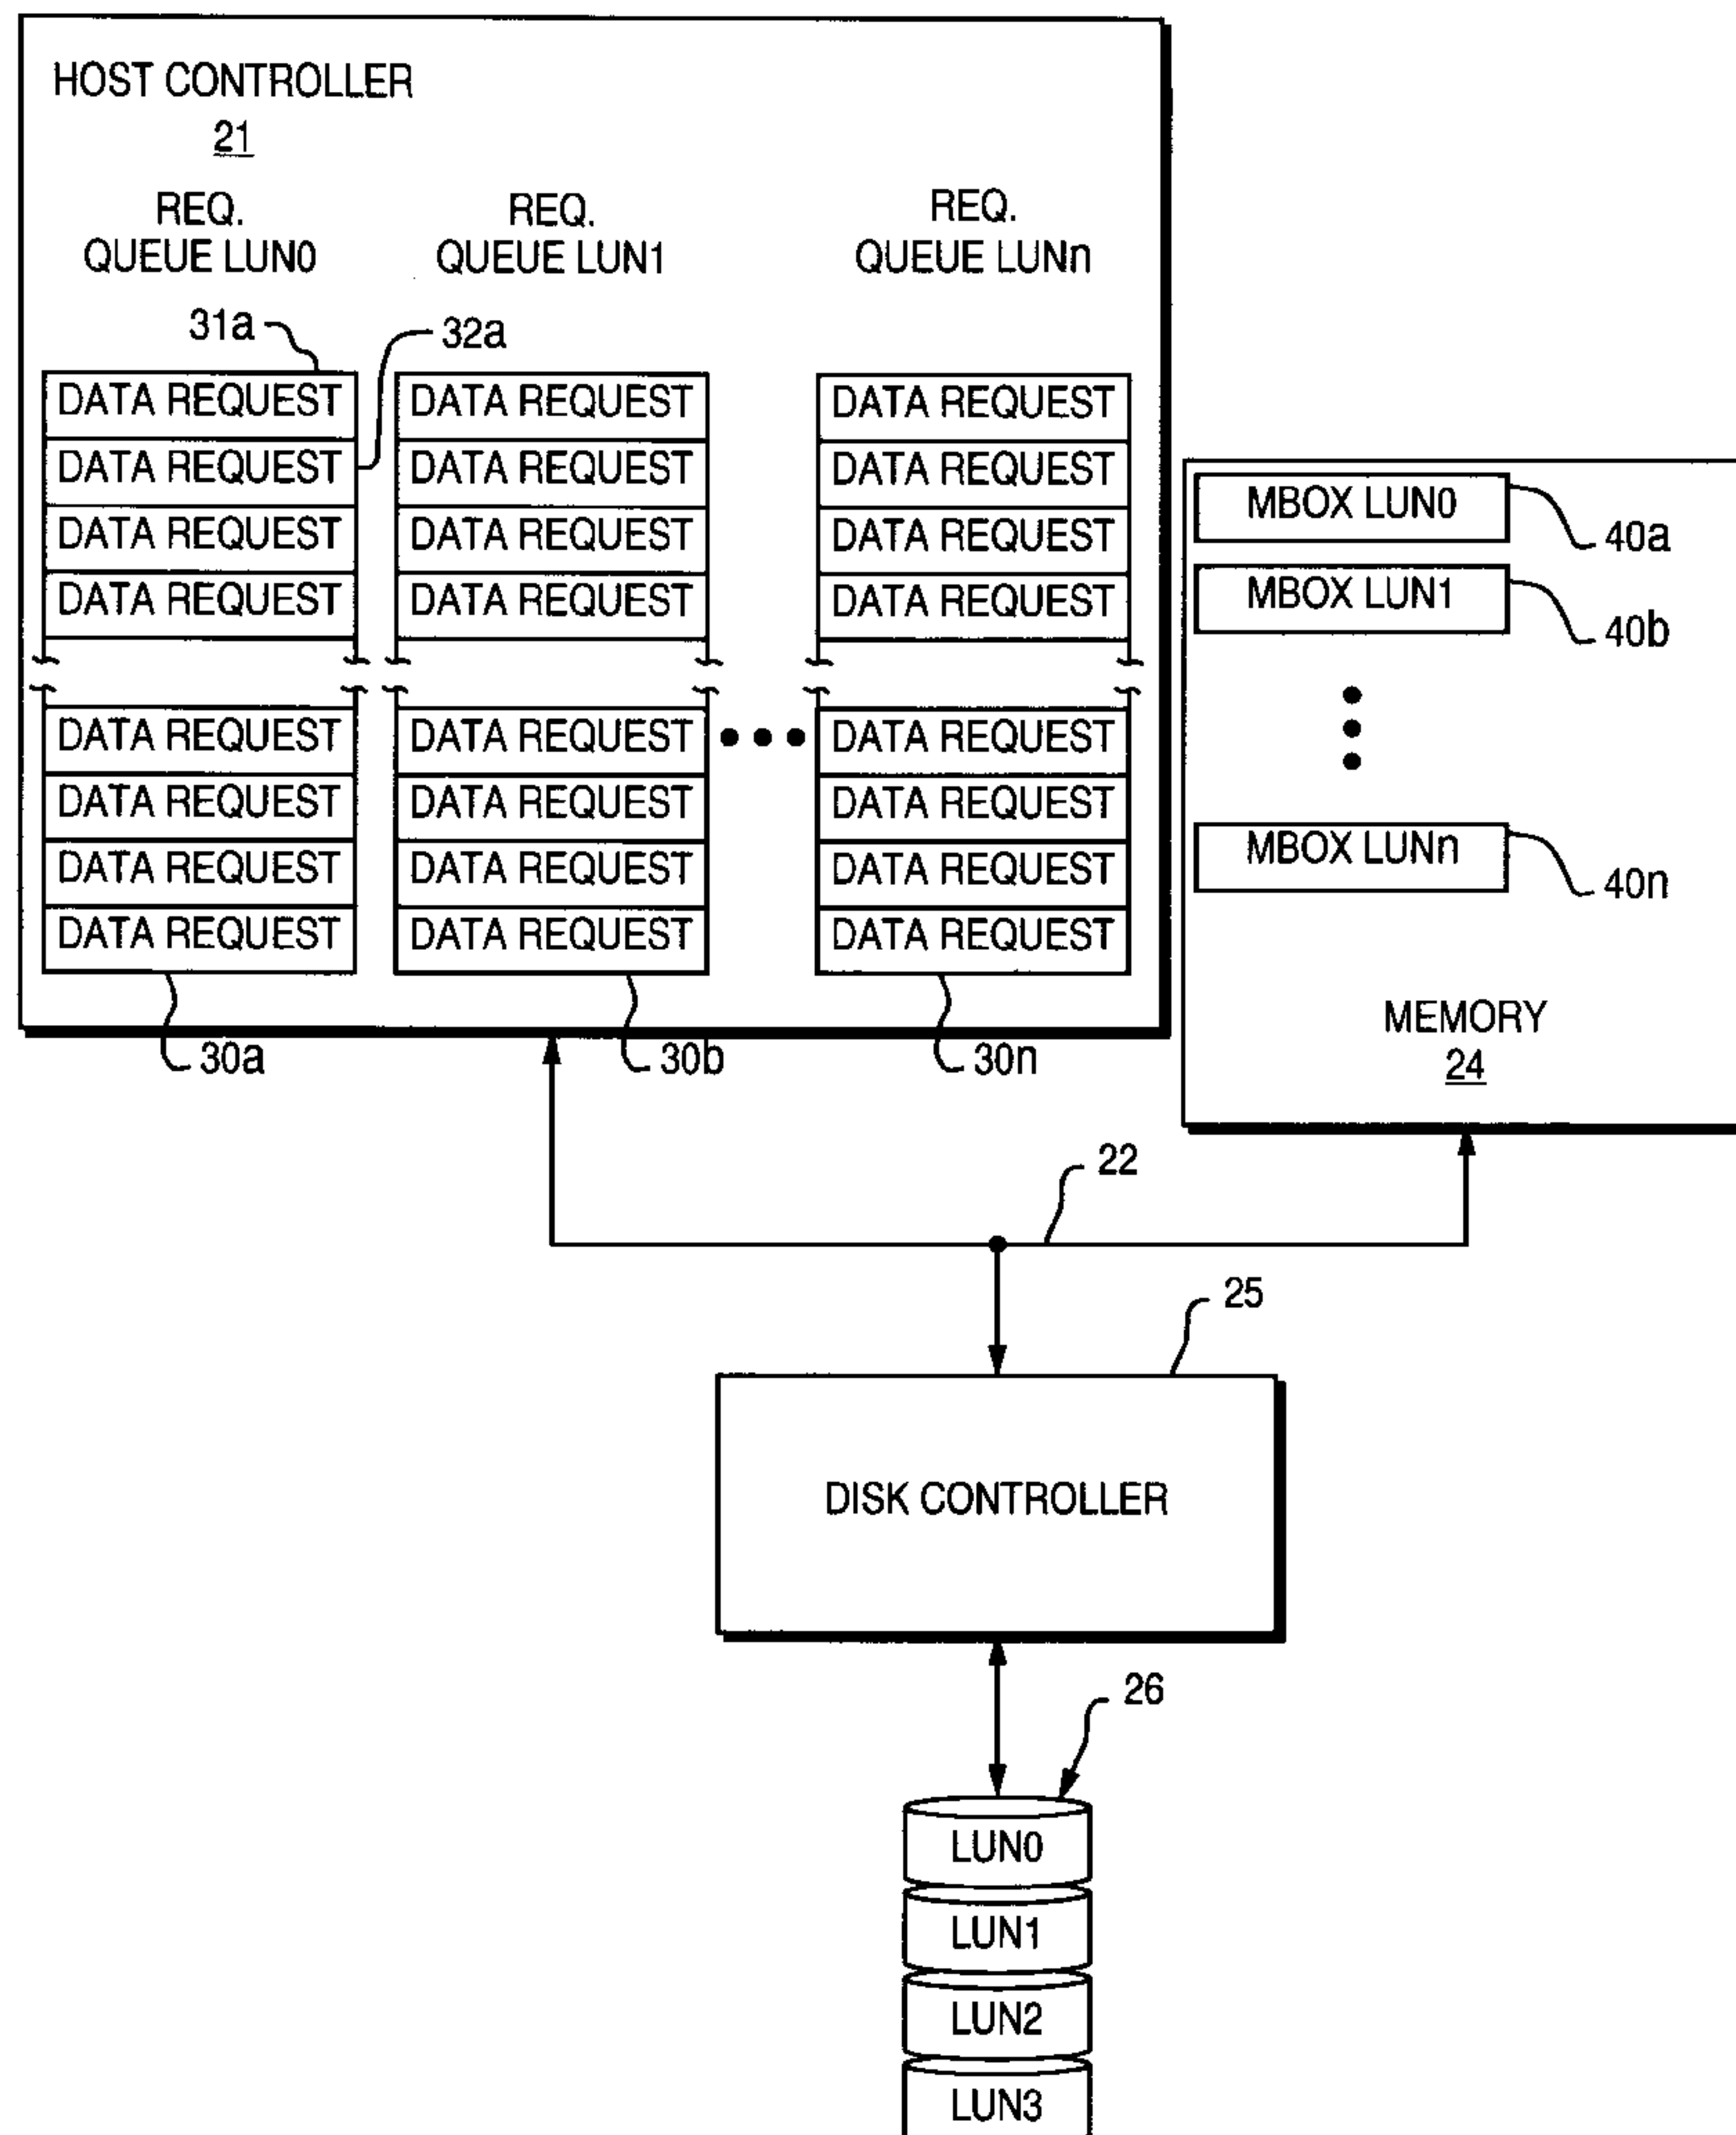 HOST CONTROLLER
21
REQ.
QUEUE LUN0
REQ.
QUEUE LUN1
REQ.
QUEUE LUNn
31a
32a
DATA REQUEST
DATA REQUEST
DATA REQUEST
DATA REQUEST
DATA REQUEST
DATA REQUEST
DATA REQUEST
DATA REQUEST
30a
DATA REQUEST
DATA REQUEST
DATA REQUEST
DATA REQUEST
DATA REQUEST
DATA REQUEST
DATA REQUEST
DATA REQUEST
30b
DATA REQUEST
DATA REQUEST
DATA REQUEST
DATA REQUEST
DATA REQUEST
DATA REQUEST
DATA REQUEST
DATA REQUEST
30n
MBOX LUN0
40a
MBOX LUN1
40b
MBOX LUNn
40n
MEMORY
24
22
25
DISK CONTROLLER
26
LUN0
LUN1
LUN2
LUN3